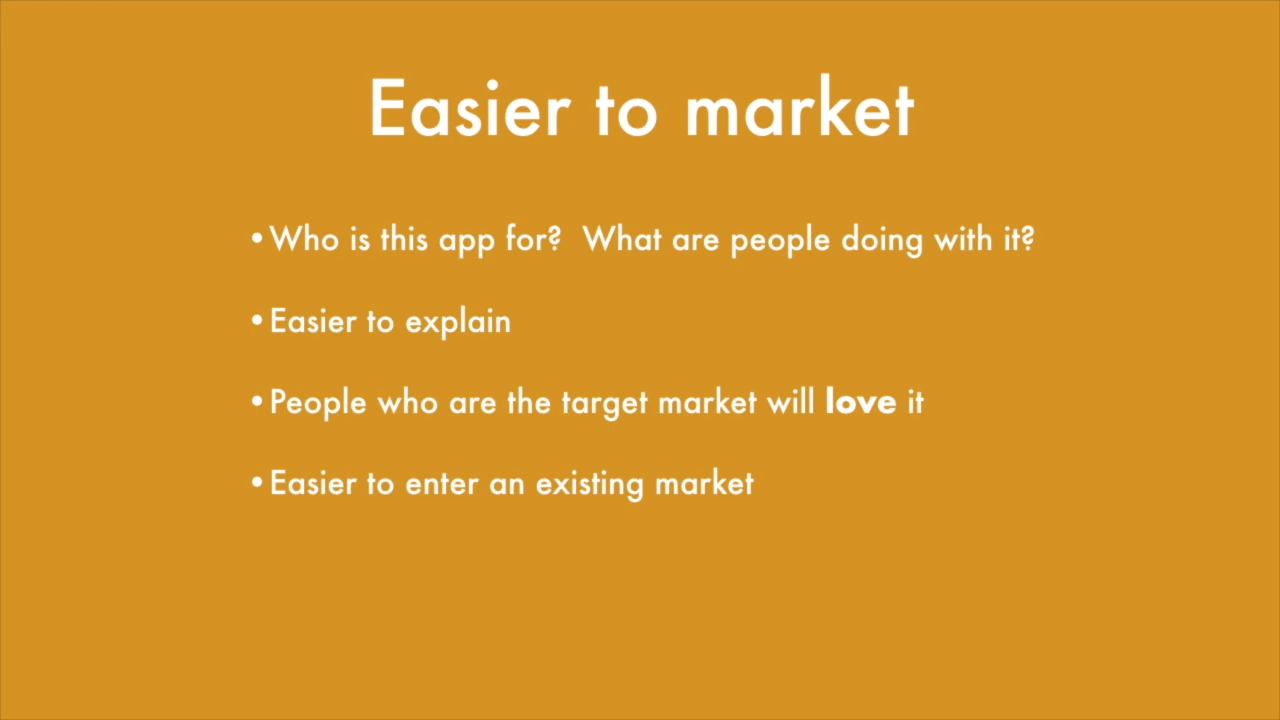 Easier to market
•Who is this app for?  What are people doing with it?
•Easier to explain
•People who are the target market will love it
•Easier to enter an existing market